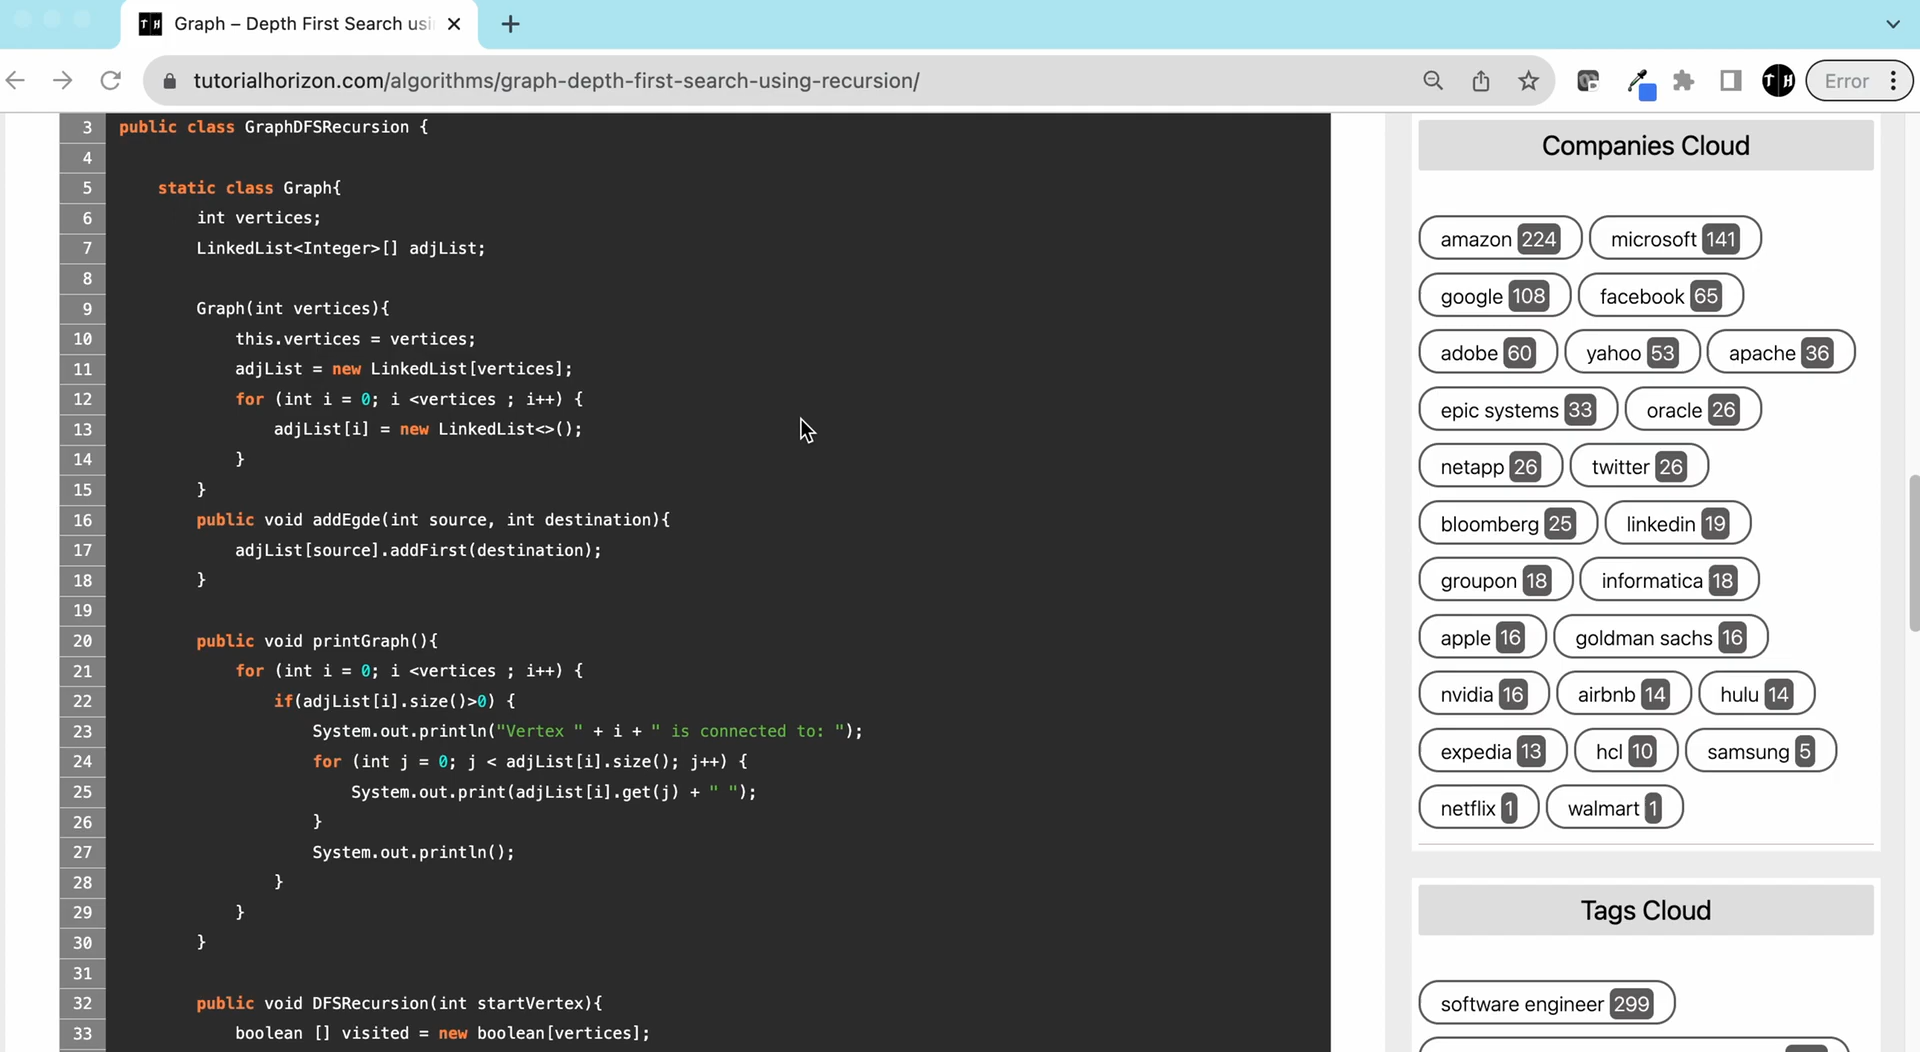 TH Graph – Depth First Search usi
tutorialhorizon.com/algorithms/graph-depth-first-search-using-recursion/
TH
Error
3 public class GraphDFSRecursion {
4
5 static class Graph{
6 int vertices;
7 LinkedList<Integer>[] adjList;
8
9 Graph(int vertices){
10 this.vertices = vertices;
11 adjList = new LinkedList[vertices];
12 for (int i = 0; i <vertices ; i++) {
13 adjList[i] = new LinkedList<>();
14 }
15 }
16 public void addEgde(int source, int destination){
17 adjList[source].addFirst(destination);
18 }
19
20 public void printGraph(){
21 for (int i = 0; i <vertices ; i++) {
22 if(adjList[i].size()>0) {
23 System.out.println("Vertex " + i + " is connected to: ");
24 for (int j = 0; j < adjList[i].size(); j++) {
25 System.out.print(adjList[i].get(j) + " ");
26 }
27 System.out.println();
28 }
29 }
30 }
31
32 public void DFSRecursion(int startVertex){
33 boolean [] visited = new boolean[vertices];
Companies Cloud
amazon 224 microsoft 141
google 108 facebook 65
adobe 60 yahoo 53 apache 36
epic systems 33 oracle 26
netapp 26 twitter 26
bloomberg 25 linkedin 19
groupon 18 informatica 18
apple 16 goldman sachs 16
nvidia 16 airbnb 14 hulu 14
expedia 13 hcl 10 samsung 5
netflix 1 walmart 1
Tags Cloud
software engineer 299